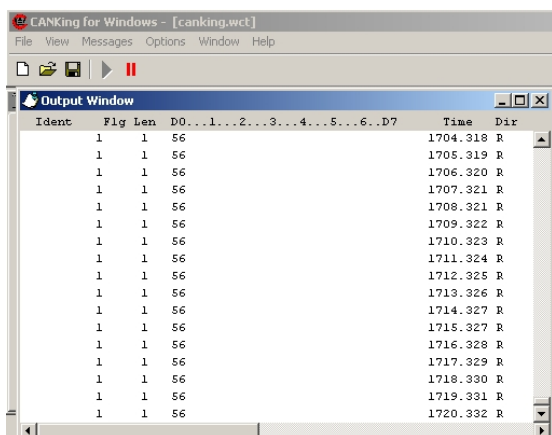 CANKing for Windows - [canking.wct]
File View Messages Options Window Help
Output Window
Ident Flg Len D0...1...2...3...4...5...6..D7 Time Dir
1 1 56 1704.318 R
1 1 56 1705.319 R
1 1 56 1706.320 R
1 1 56 1707.321 R
1 1 56 1708.321 R
1 1 56 1709.322 R
1 1 56 1710.323 R
1 1 56 1711.324 R
1 1 56 1712.325 R
1 1 56 1713.326 R
1 1 56 1714.327 R
1 1 56 1715.327 R
1 1 56 1716.328 R
1 1 56 1717.329 R
1 1 56 1718.330 R
1 1 56 1719.331 R
1 1 56 1720.332 R